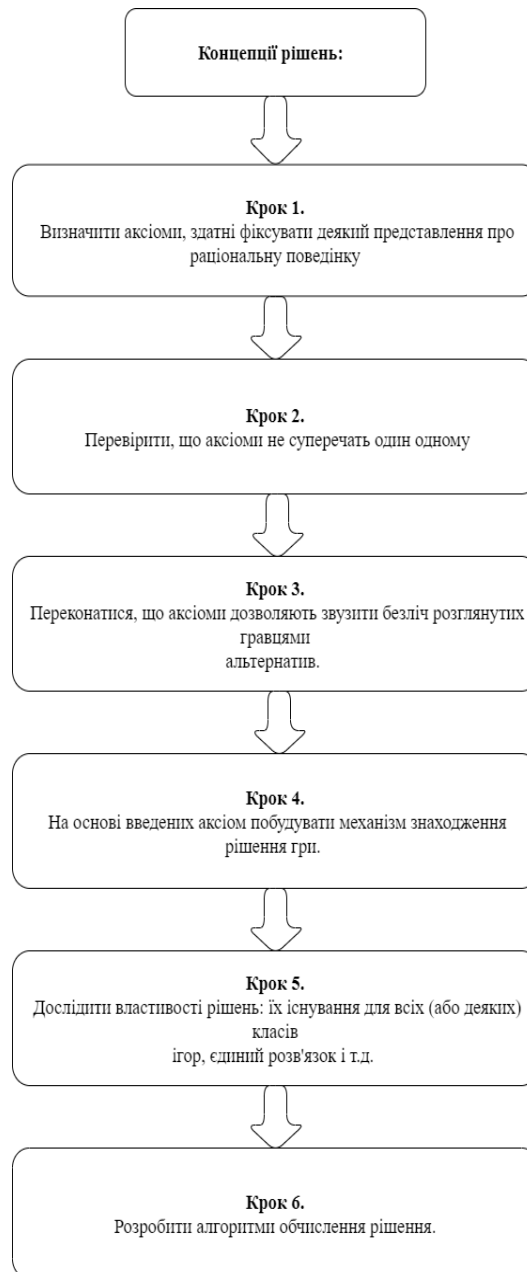 Концепції рішень:
Крок 1.
Визначити аксіоми, здатні фіксувати деякий представлення про
раціональну поведінку
Крок 2.
Перевірити, що аксіоми не суперечать один одному
Крок 3.
Переконатися, що аксіоми дозволяють звузити безліч розглянутих
гравцями
альтернатив.
Крок 4.
На основі введених аксіом побудувати механізм знаходження
рішення гри.
Крок 5.
Дослідити властивості рішень: їх існування для всіх (або деяких)
класів
ігор, єдиний розв'язок і т.д.
Крок 6.
Розробити алгоритми обчислення рішення.